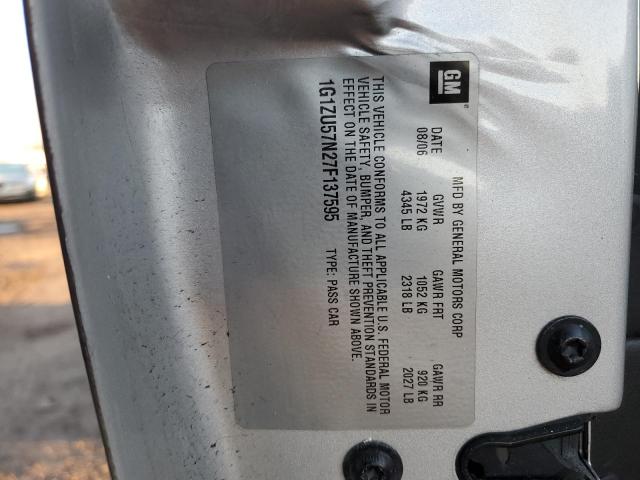 GM
MFD BY GENERAL MOTORS CORP
DATE GVWR GAWR FRT GAWR RR
08/06 1972 KG 1052 KG 920 KG
4345 LB 2318 LB 2027 LB
THIS VEHICLE CONFORMS TO ALL APPLICABLE U.S. FEDERAL MOTOR
VEHICLE SAFETY, BUMPER, AND THEFT PREVENTION STANDARDS IN
EFFECT ON THE DATE OF MANUFACTURE SHOWN ABOVE.
1G1ZU57N27F137595 TYPE: PASS CAR